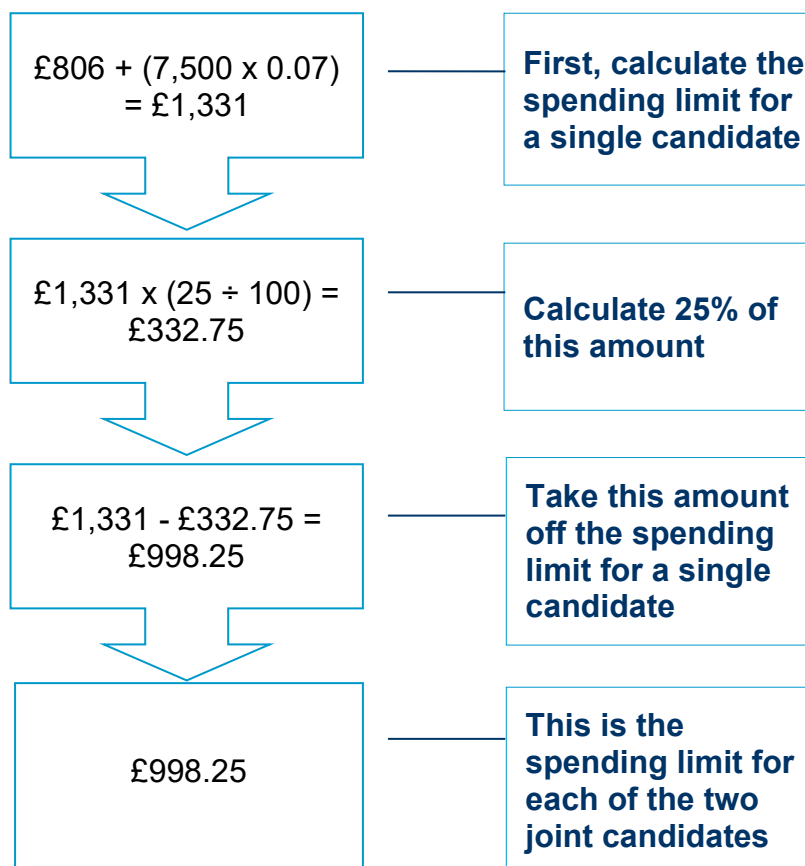 £806 + (7,500 x 0.07)
= £1,331
First, calculate the
spending limit for
a single candidate
£1,331 x (25 ÷ 100) =
£332.75
Calculate 25% of
this amount
£1,331 - £332.75 =
£998.25
Take this amount
off the spending
limit for a single
candidate
£998.25
This is the
spending limit for
each of the two
joint candidates